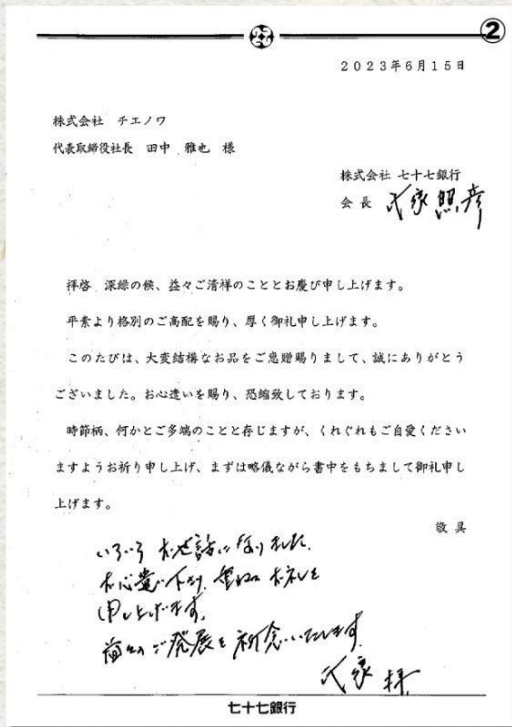 ②
2023年6月15日
株式会社 チエノワ
代表取締役社長 田中 雅也 様
株式会社 七十七銀行
会長 氏家 照彦
拝啓 深緑の候、益々ご清祥のこととお慶び申し上げます。
平素より格別のご高配を賜り、厚く御礼申し上げます。
このたびは、大変結構なお品をご恵贈賜りまして、誠にありがとう
ございました。お心遣いを賜り、恐縮致しております。
時節柄、何かとご多端のことと存じますが、くれぐれもご自愛ください
ますようお祈り申し上げ、まずは略儀ながら書中をもちまして御礼申し
上げます。
敬具
いろいろお世話になりました。
お心遣い下さり、重ねてお礼を
申し上げます。
益々のご発展を祈念いたします。
氏家 拝
七十七銀行